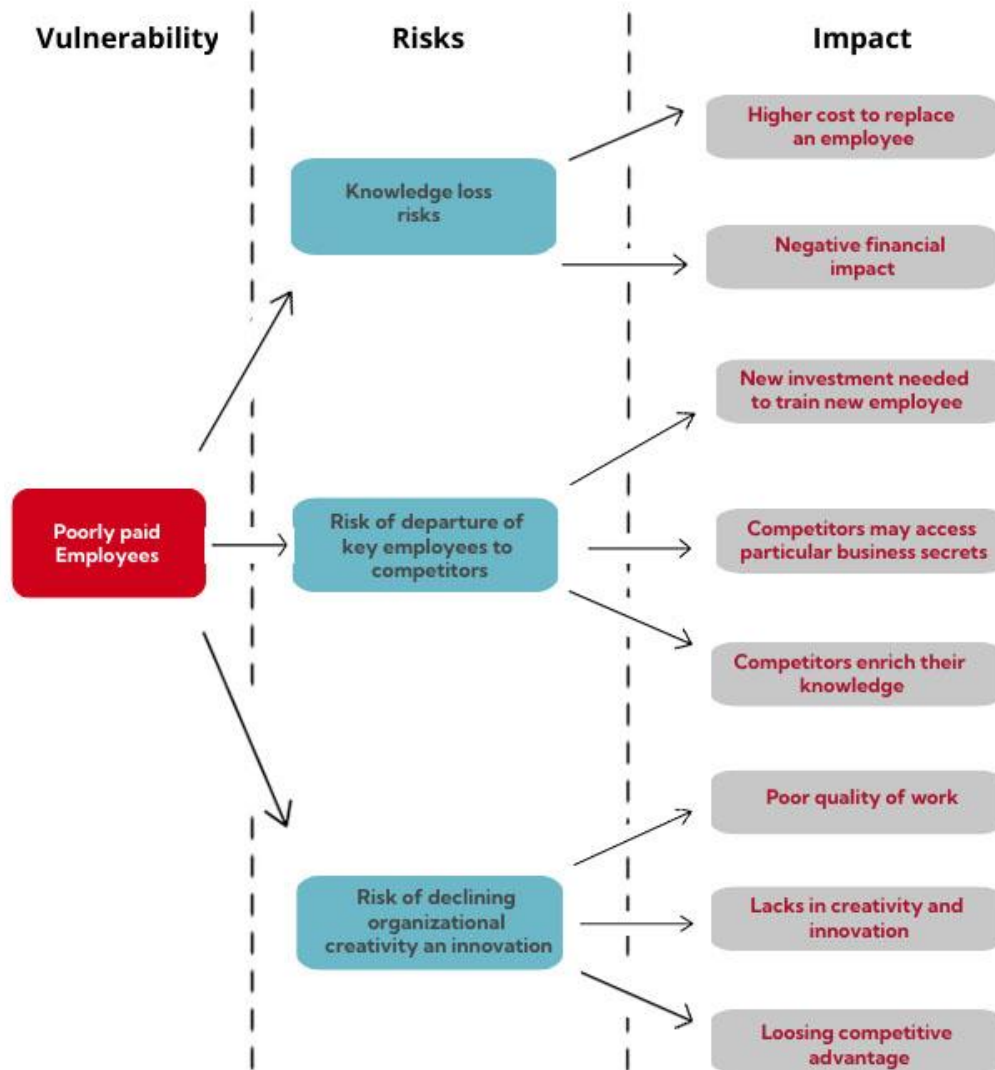 Vulnerability
Risks
Impact
Higher cost to replace
an employee
Knowledge loss
risks
Negative financial
impact
New investment needed
to train new employee
Poorly paid
Employees
Risk of departure of
key employees to
competitors
Competitors may access
particular business secrets
Competitors enrich their
knowledge
Poor quality of work
Risk of declining
organizational
creativity an innovation
Lacks in creativity and
innovation
Loosing competitive
advantage